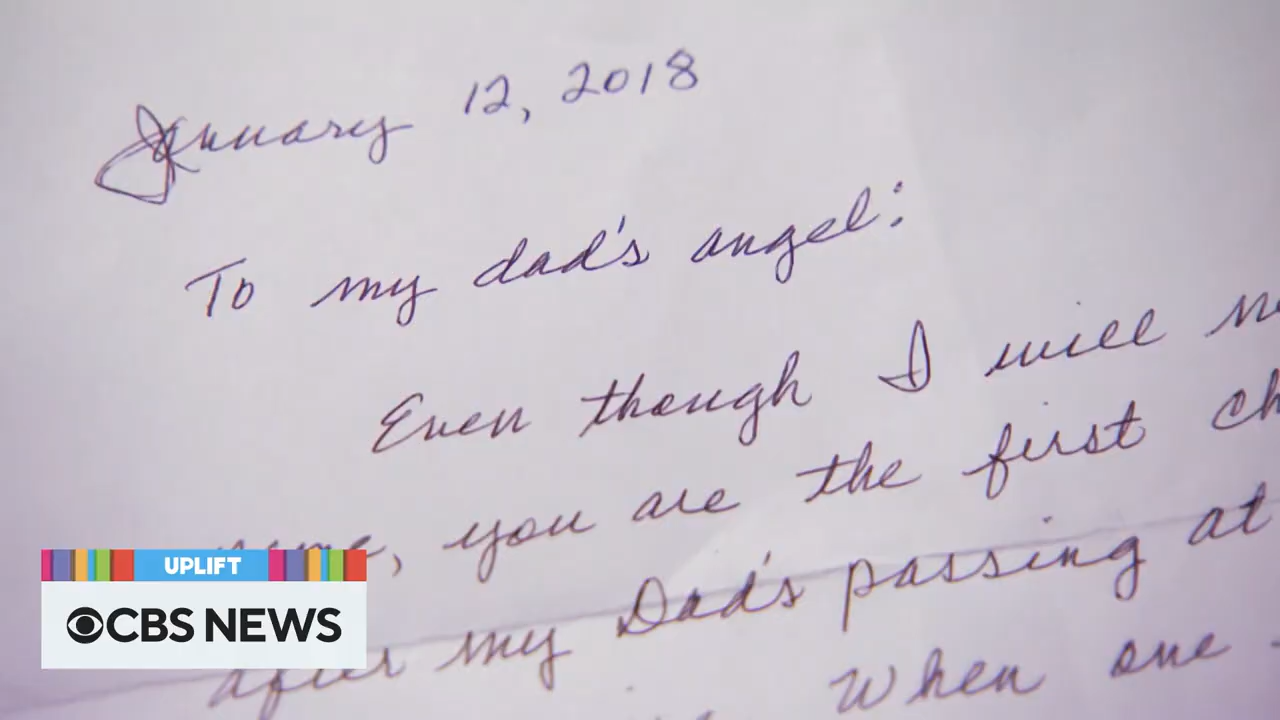 January 12, 2018
To my dad's angel:
Even though I will
you are the first
after my Dad's passing at
When one
UPLIFT
CBS NEWS